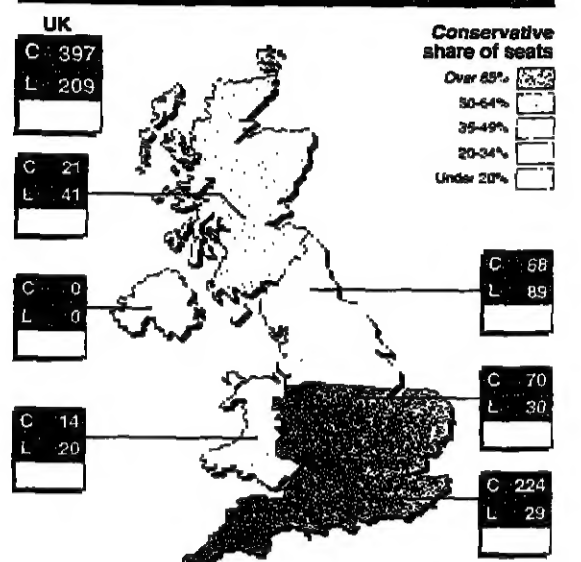 UK
C 397
L 209
Conservative
share of seats
Over 65%
50-64%
35-49%
20-34%
Under 20%
C 21
L 41
C 0
L 0
C 14
L 20
C 68
L 89
C 70
L 30
C 224
L 29